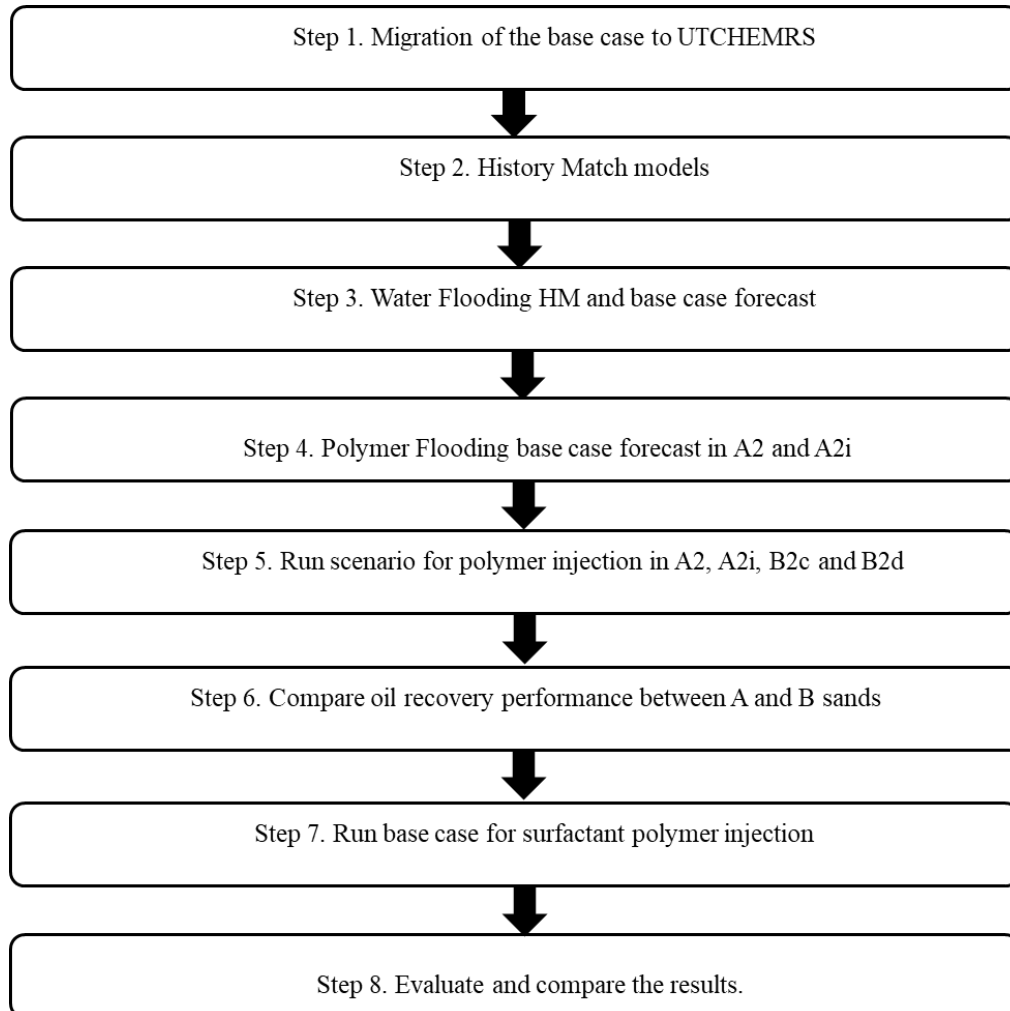 Step 1. Migration of the base case to UTCHEMRS
Step 2. History Match models
Step 3. Water Flooding HM and base case forecast
Step 4. Polymer Flooding base case forecast in A2 and A2i
Step 5. Run scenario for polymer injection in A2, A2i, B2c and B2d
Step 6. Compare oil recovery performance between A and B sands
Step 7. Run base case for surfactant polymer injection
Step 8. Evaluate and compare the results.